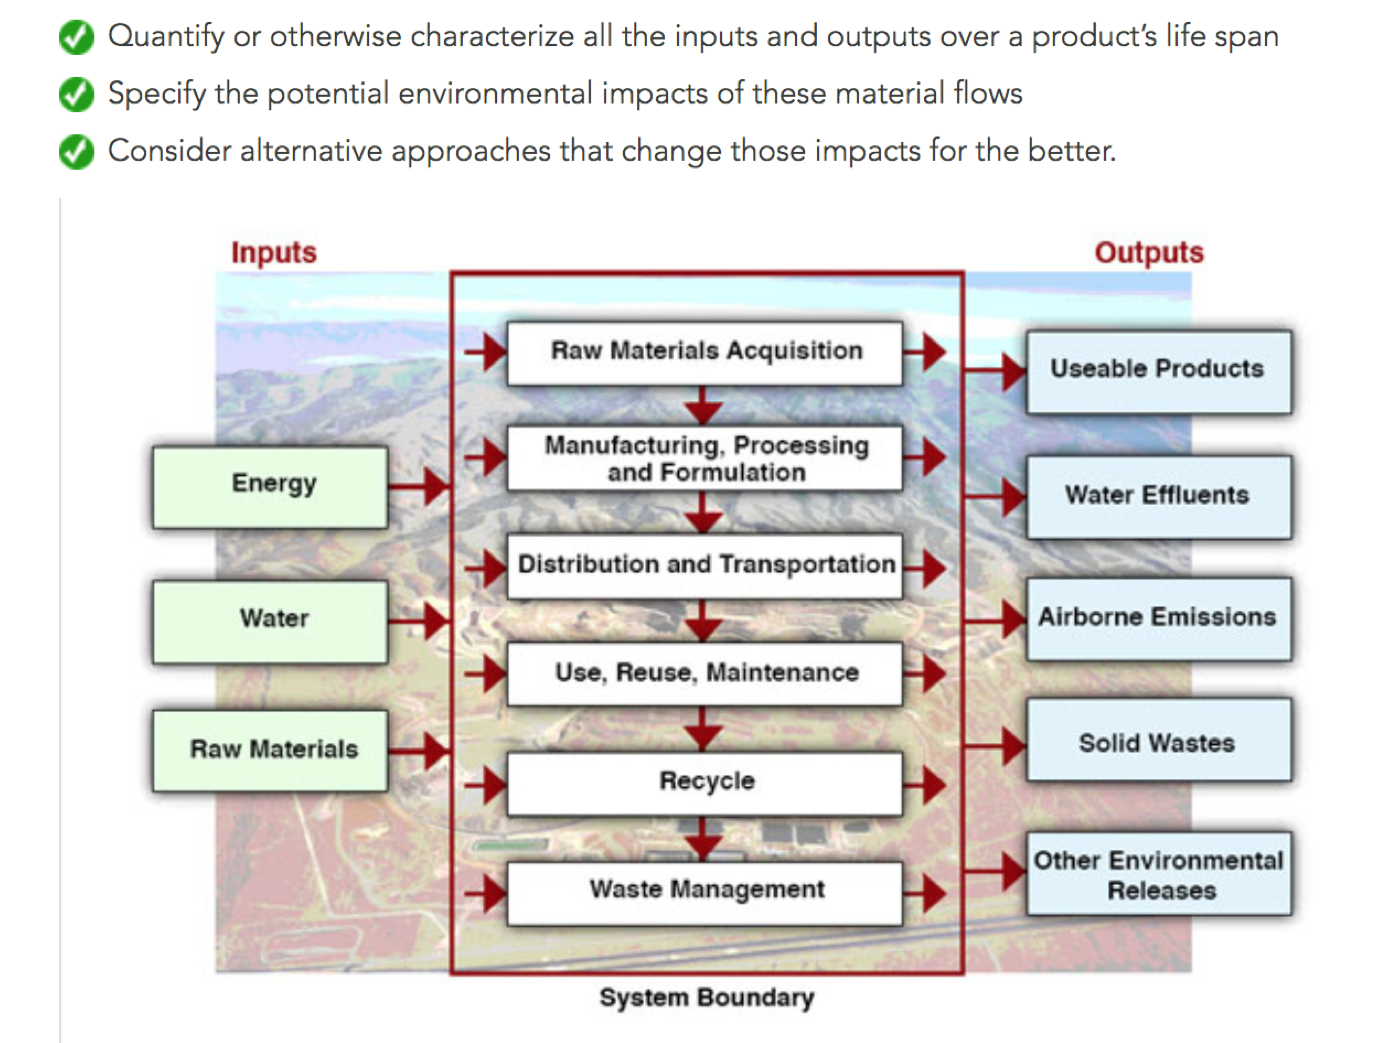 Quantify or otherwise characterize all the inputs and outputs over a product’s life span
Specify the potential environmental impacts of these material flows
Consider alternative approaches that change those impacts for the better.
Inputs
Outputs
Raw Materials Acquisition
Useable Products
Manufacturing, Processing
and Formulation
Energy
Water Effluents
Distribution and Transportation
Water
Airborne Emissions
Use, Reuse, Maintenance
Raw Materials
Solid Wastes
Recycle
Other Environmental
Releases
Waste Management
System Boundary